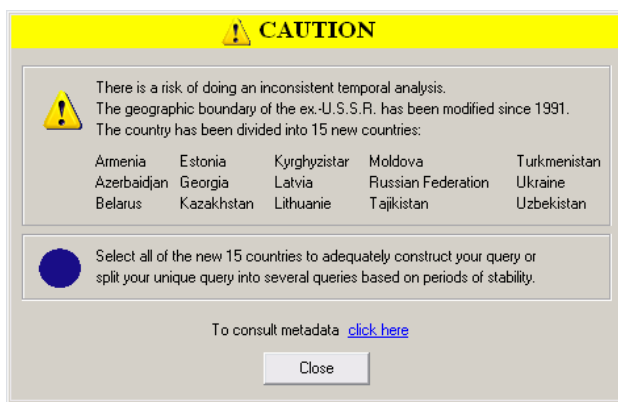 CAUTION
There is a risk of doing an inconsistent temporal analysis.
The geographic boundary of the ex.-U.S.S.R. has been modified since 1991.
The country has been divided into 15 new countries:
Armenia Estonia Kyrghyzistar Moldova Turkmenistan
Azerbaidjan Georgia Latvia Russian Federation Ukraine
Belarus Kazakhstan Lithuanie Tajikistan Uzbekistan
Select all of the new 15 countries to adequately construct your query or
split your unique query into several queries based on periods of stability.
To consult metadata click here
Close